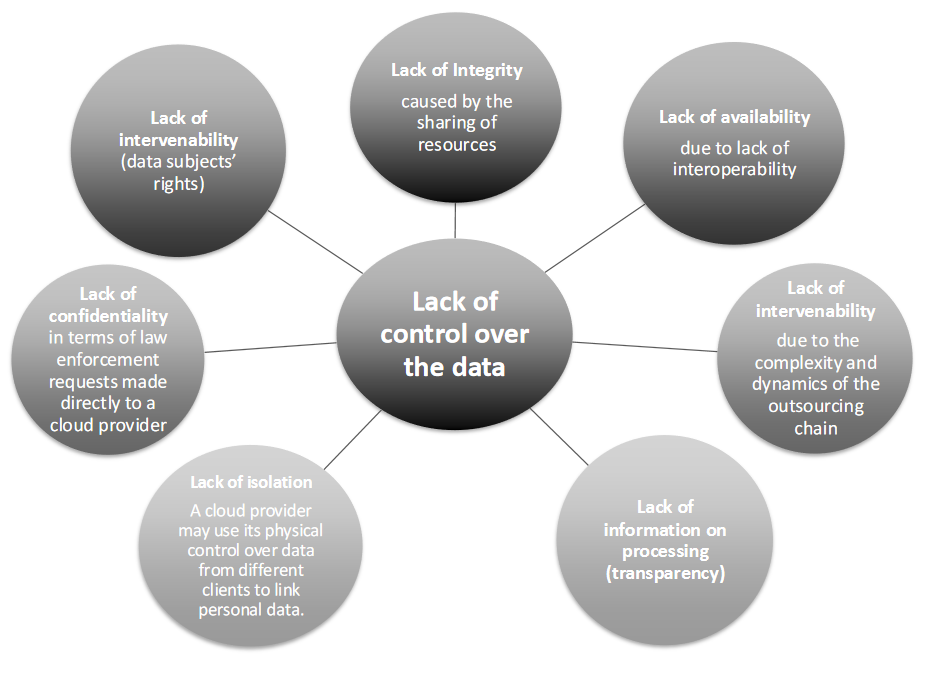 Lack of Integrity
caused by the
sharing of
resources
Lack of availability
due to lack of
interoperability
Lack of
intervenability
due to the
complexity and
dynamics of the
outsourcing
chain
Lack of
information on
processing
(transparency)
Lack of isolation
A cloud provider
may use its physical
control over data
from different
clients to link
personal data.
Lack of
confidentiality
in terms of law
enforcement
requests made
directly to a
cloud provider
Lack of
intervenability
(data subjects’
rights)
Lack of
control over
the data